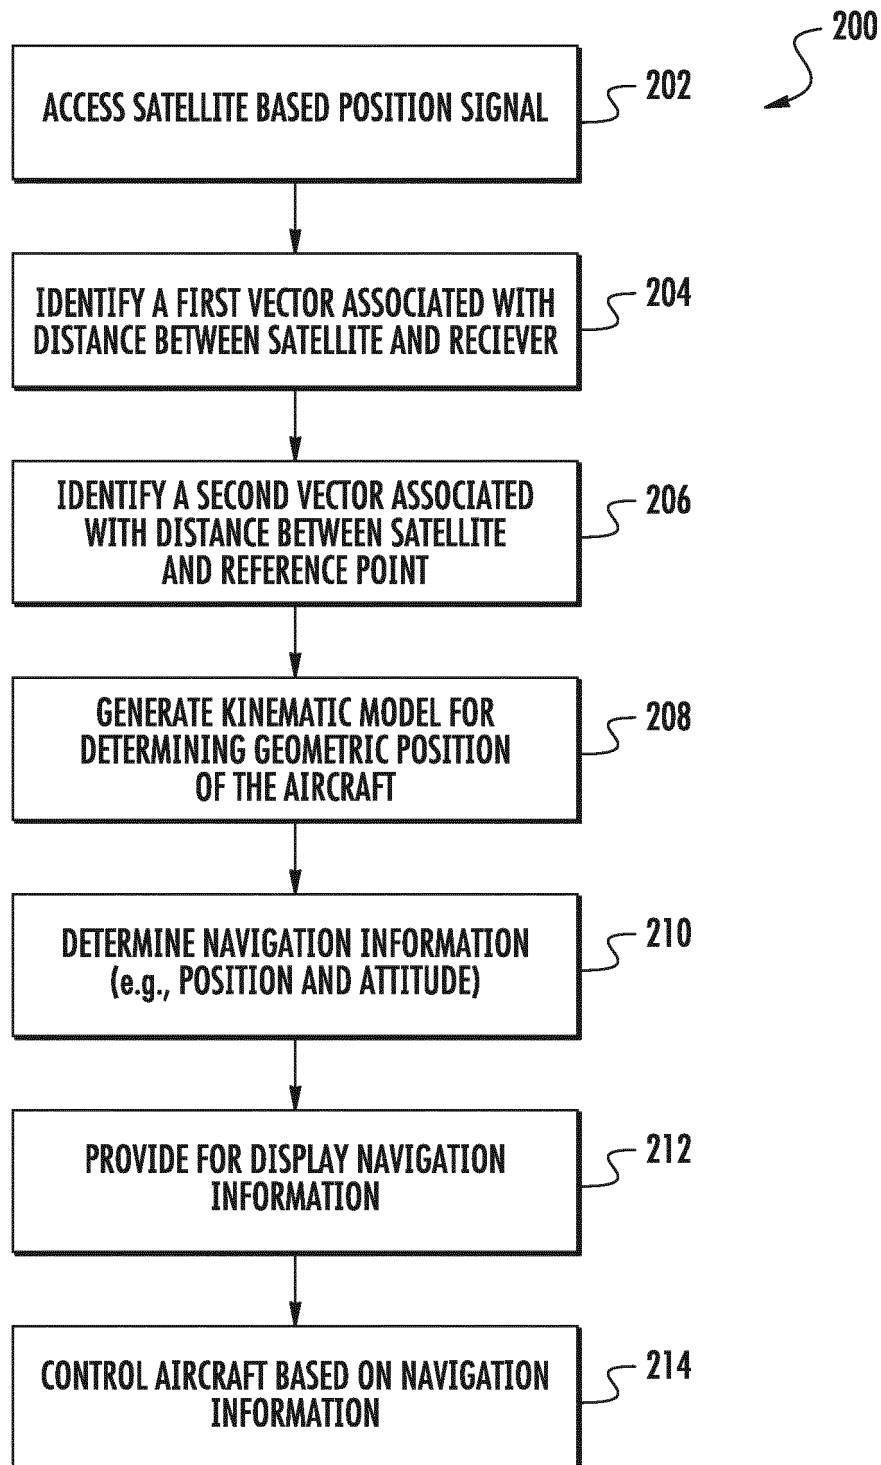 200
ACCESS SATELLITE BASED POSITION SIGNAL
202
IDENTIFY A FIRST VECTOR ASSOCIATED WITH
DISTANCE BETWEEN SATELLITE AND RECIEVER
204
IDENTIFY A SECOND VECTOR ASSOCIATED
WITH DISTANCE BETWEEN SATELLITE
AND REFERENCE POINT
206
GENERATE KINEMATIC MODEL FOR
DETERMINING GEOMETRIC POSITION
OF THE AIRCRAFT
208
DETERMINE NAVIGATION INFORMATION
(e.g., POSITION AND ATTITUDE)
210
PROVIDE FOR DISPLAY NAVIGATION
INFORMATION
212
CONTROL AIRCRAFT BASED ON NAVIGATION
INFORMATION
214